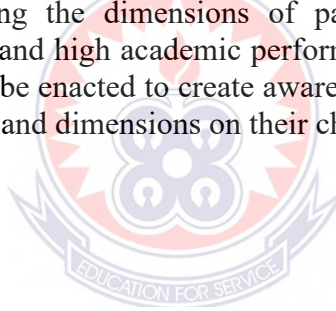 ng the dimensions of pa
and high academic perform
be enacted to create aware
and dimensions on their ch
EDUCATION FOR SERVICE